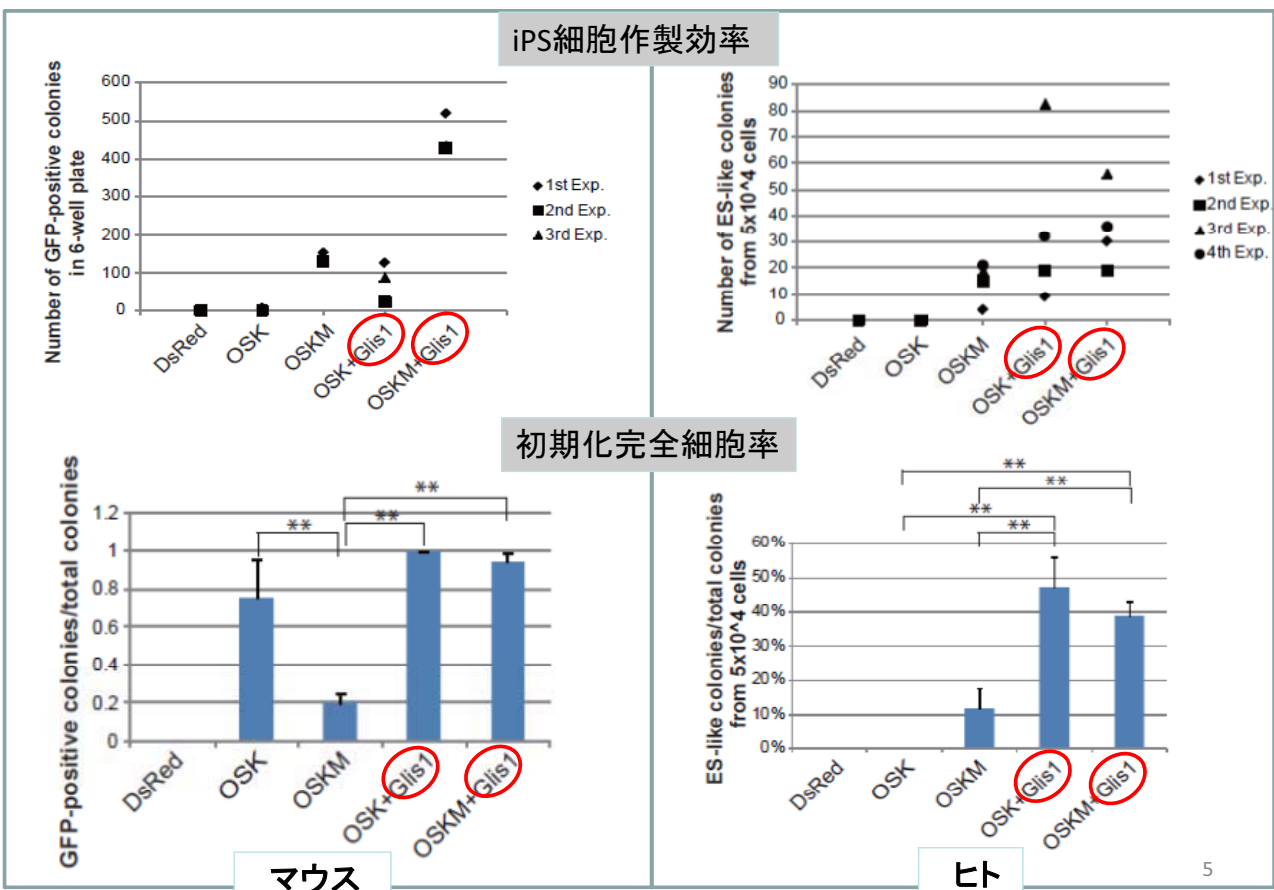 iPS細胞作製効率
Number of GFP-positive colonies
in 6-well plate
600
500
400
300
200
100
0
DsRed
OSK
OSKM
OSK+Glis1
OSKM+Glis1
1st Exp.
2nd Exp.
3rd Exp.
Number of ES-like colonies
from 5x10^4 cells
90
80
70
60
50
40
30
20
10
0
DsRed
OSK
OSKM
OSK+Glis1
OSKM+Glis1
1st Exp.
2nd Exp.
3rd Exp.
4th Exp.
初期化完全細胞率
GFP-positive colonies/total colonies
1.2
1
0.8
0.6
0.4
0.2
0
**
**
**
DsRed
OSK
OSKM
OSK+Glis1
OSKM+Glis1
マウス
ES-like colonies/total colonies
from 5x10^4 cells
60%
50%
40%
30%
20%
10%
0%
**
**
**
**
DsRed
OSK
OSKM
OSK+Glis1
OSKM+Glis1
ヒト
5